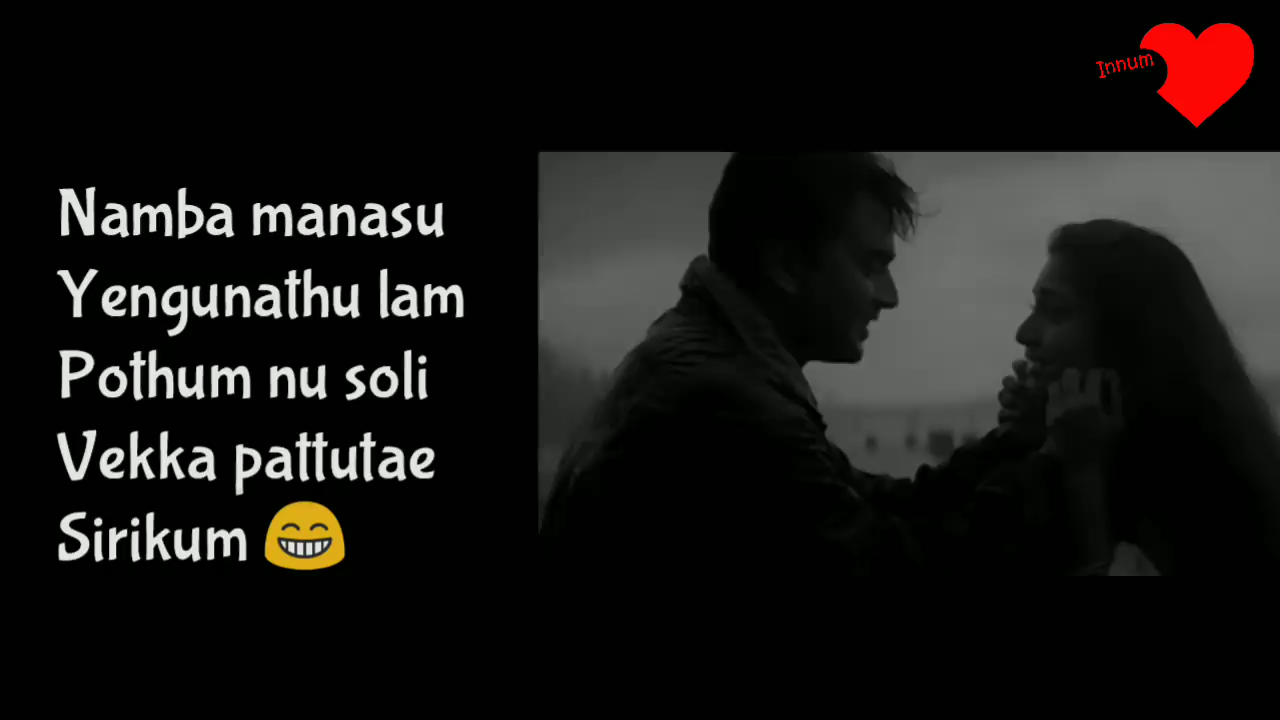 Innum
Namba manasu
Yengunathu lam
Pothum nu soli
Vekka pattutae
Sirikum 😁